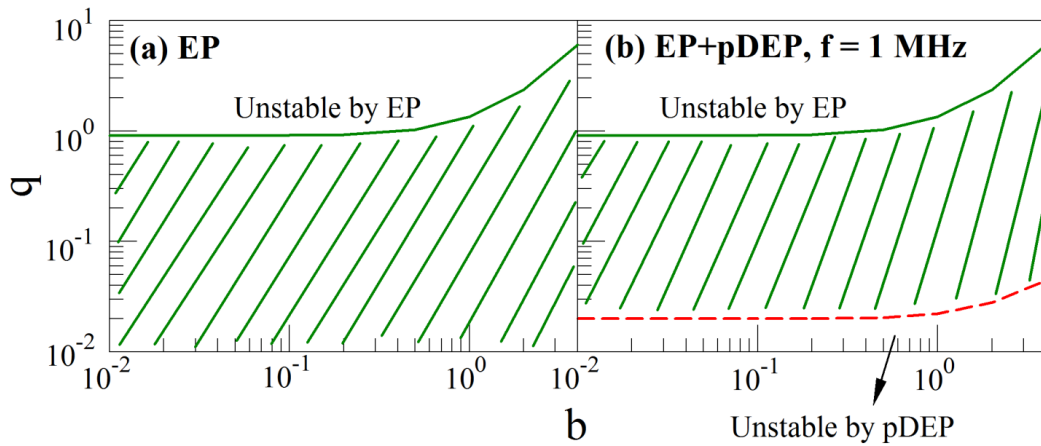 (a) EP
(b) EP+pDEP, f = 1 MHz
Unstable by EP
Unstable by EP
10^1
10^0
10^-1
10^-2
q
10^-2
10^-1
10^0
10^-2
10^-1
10^0
b
Unstable by pDEP